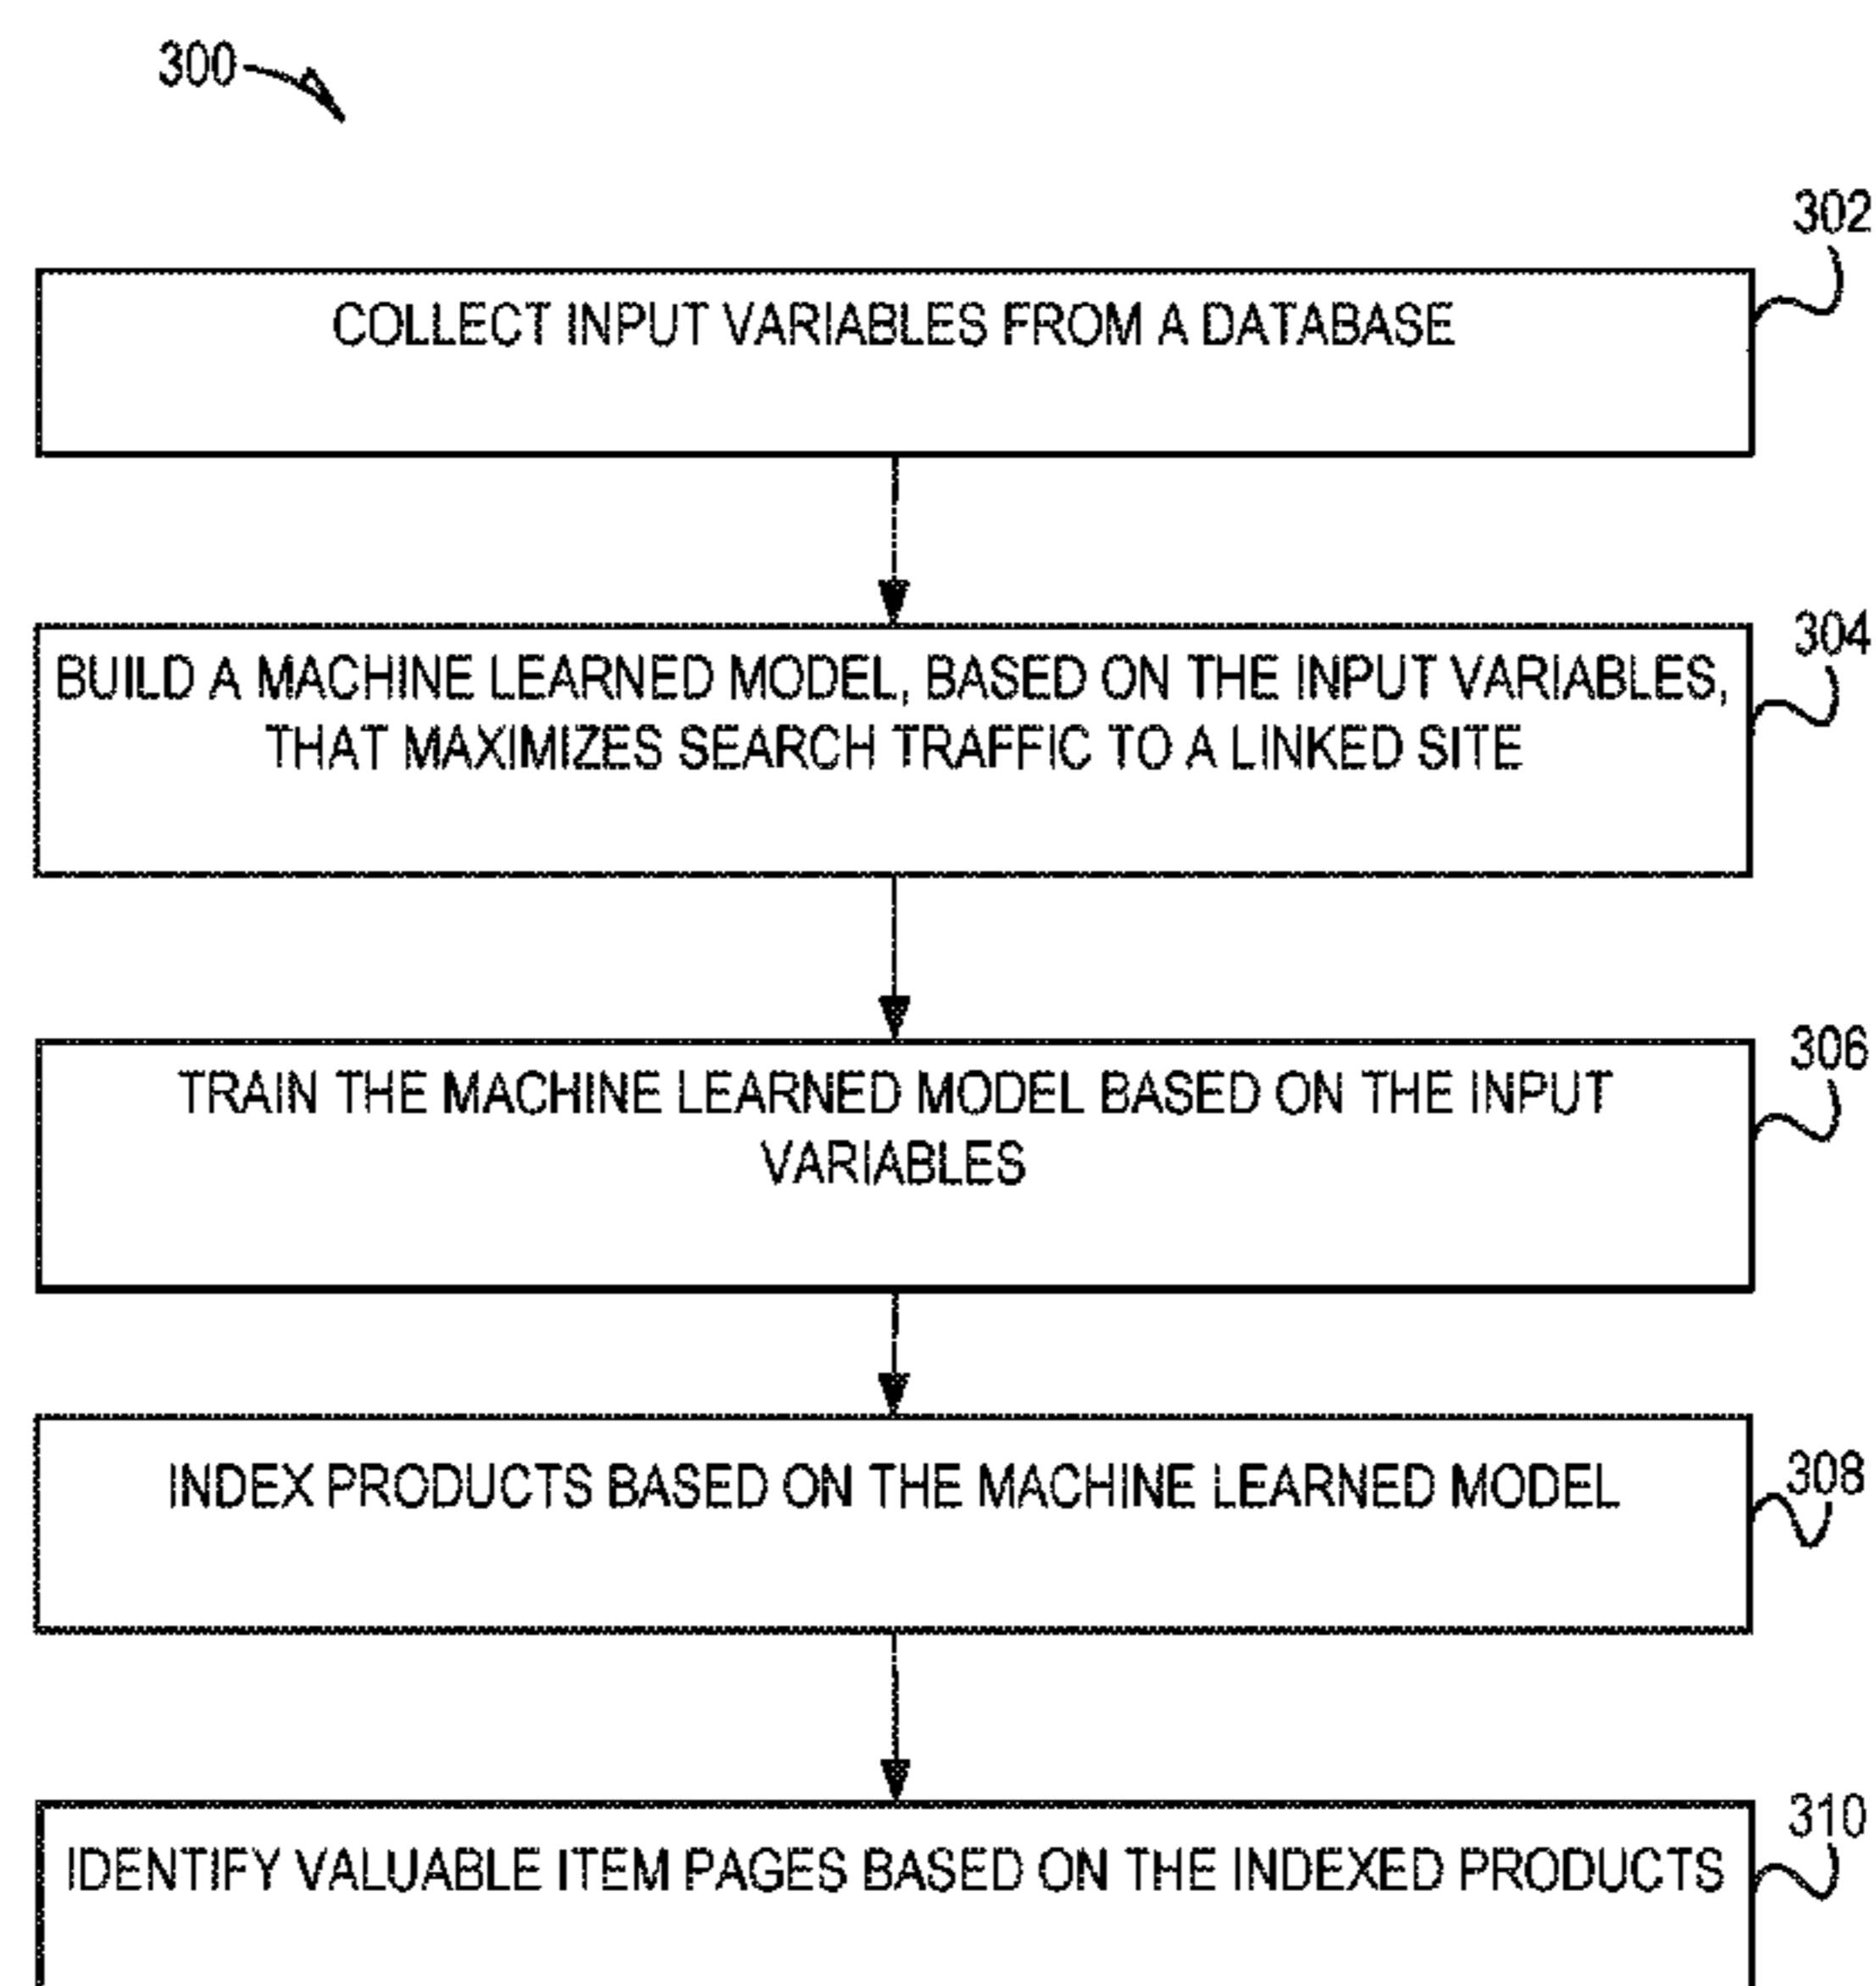 300
302
COLLECT INPUT VARIABLES FROM A DATABASE
304
BUILD A MACHINE LEARNED MODEL, BASED ON THE INPUT VARIABLES,
THAT MAXIMIZES SEARCH TRAFFIC TO A LINKED SITE
306
TRAIN THE MACHINE LEARNED MODEL BASED ON THE INPUT
VARIABLES
308
INDEX PRODUCTS BASED ON THE MACHINE LEARNED MODEL
310
IDENTIFY VALUABLE ITEM PAGES BASED ON THE INDEXED PRODUCTS